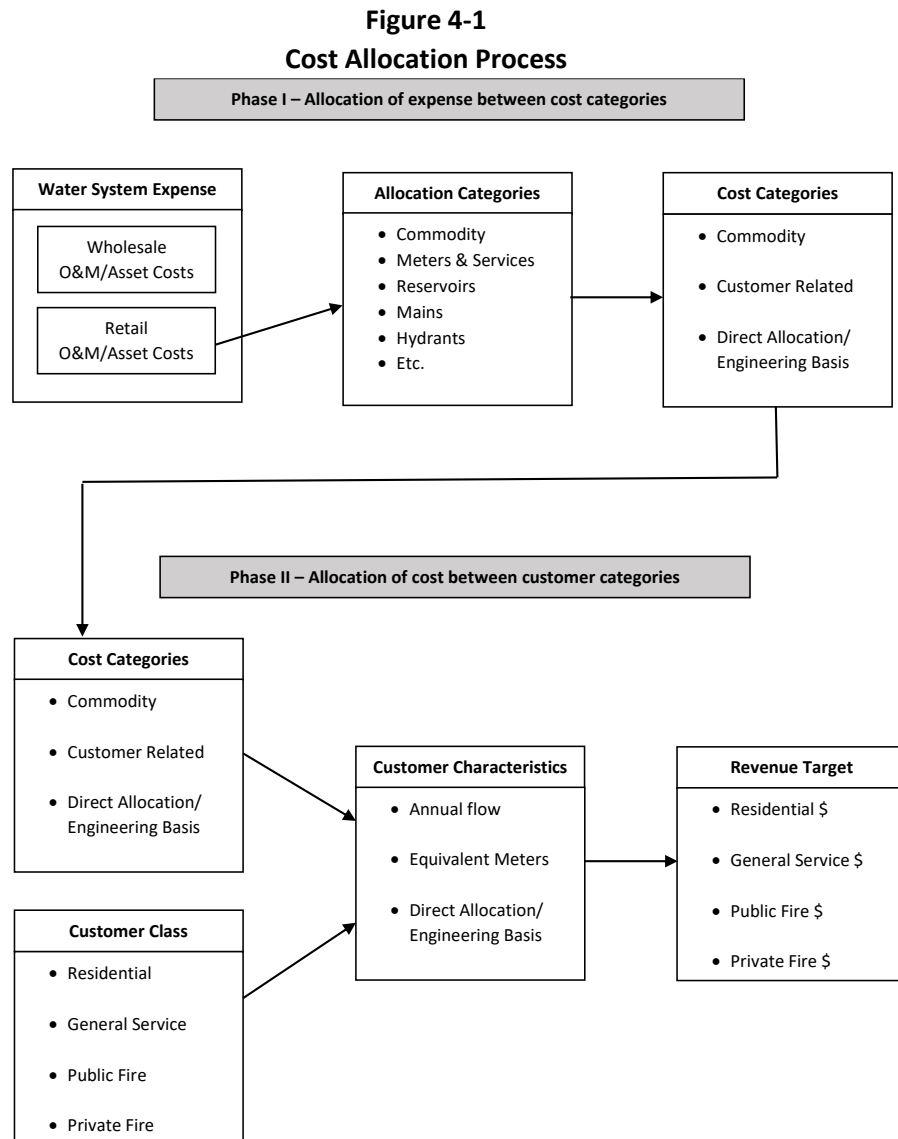 Figure 4-1
Cost Allocation Process
Phase I – Allocation of expense between cost categories
Water System Expense
Wholesale
O&M/Asset Costs
Retail
O&M/Asset Costs
Allocation Categories
• Commodity
• Meters & Services
• Reservoirs
• Mains
• Hydrants
• Etc.
Cost Categories
• Commodity
• Customer Related
• Direct Allocation/
Engineering Basis
Phase II – Allocation of cost between customer categories
Cost Categories
• Commodity
• Customer Related
• Direct Allocation/
Engineering Basis
Customer Class
• Residential
• General Service
• Public Fire
• Private Fire
Customer Characteristics
• Annual flow
• Equivalent Meters
• Direct Allocation/
Engineering Basis
Revenue Target
• Residential $
• General Service $
• Public Fire $
• Private Fire $